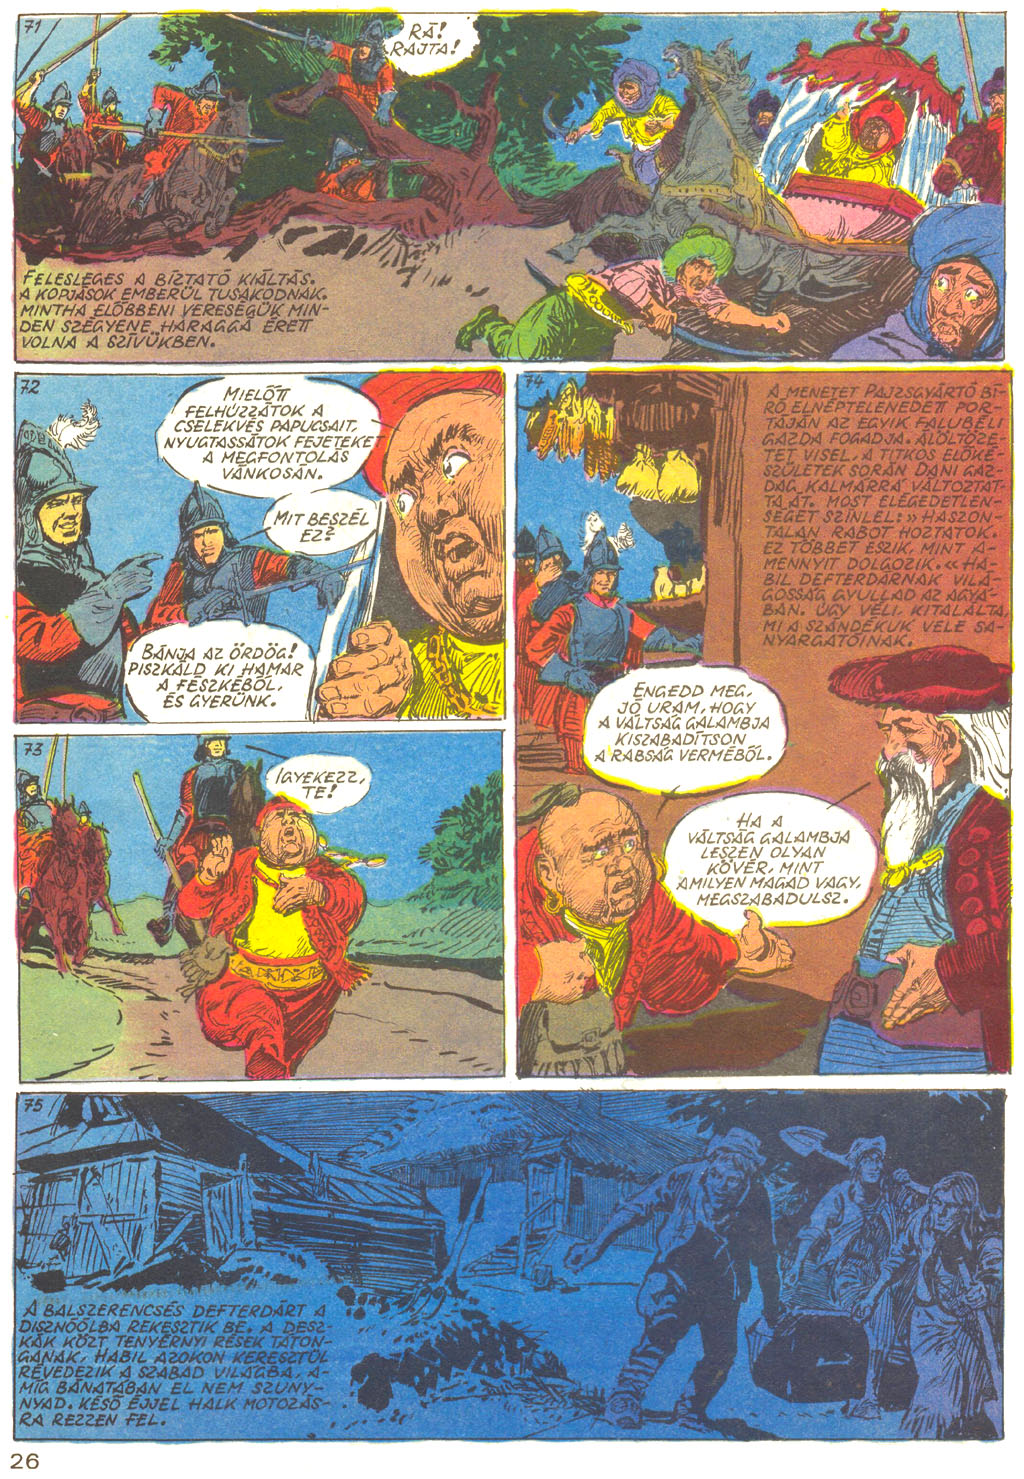 71
RÁ!
RAJTA!
FELESLEGES A BÍZTATÓ KIÁLTÁS.
A KOPJÁSOK EMBERÜL TUSAKODNAK.
MINTHA ELŐBBENI VERESÉGÜK MIN-
DEN SZÉGYENE HARAGGÁ ÉRETT
VOLNA A SZÍVÜKBEN.
72
MIELŐTT
FELHÚZZÁTOK A
CSELEKVÉS PAPUCSAIT,
NYUGTASSÁTOK FEJETEKET
A MEGFONTOLÁS
VÁNKOSÁN.
MIT BESZÉL
EZ?
BÁNJA AZ ÖRDÖG!
PISZKÁLD KI HAMAR
A FÉSZKÉBŐL,
ÉS GYERÜNK.
73
IGYEKEZZ,
TE!
74
A MENETET PAJZSGYÁRTÓ BÍ-
RÓ ELNÉPTELENEDETT POR-
TÁJÁN AZ EGYIK FALUBÉLI
GAZDA FOGADJA. ÁLÖLTÖZE-
TET VISEL. A TITKOS ELŐKÉ-
SZÜLETEK SORÁN DANI GAZ-
DAG KALMÁRRÁ VÁLTOZTAT-
TA ÁT. MOST ELÉGEDETLEN-
SÉGET SZÍNLEL: »HASZON-
TALAN RABOT HOZTATOK.
EZ TÖBBET ESZIK, MINT A-
MENNYIT DOLGOZIK.« HA-
BIL DEFTERDÁRNAK VILÁ-
GOSSÁG GYULLAD AZ AGYÁ-
BAN. ÚGY VÉLI, KITALÁLTA,
MI A SZÁNDÉKUK VELE SA-
NYARGATÓINAK.
ENGEDD MEG,
JÓ URAM, HOGY
A VÁLTSÁG GALAMBJA
KISZABADÍTSON
A RABSÁG VERMÉBŐL.
HA A
VÁLTSÁG GALAMBJA
LESZEN OLYAN
KÖVÉR, MINT
AMILYEN MAGAD VAGY,
MEGSZABADULSZ.
75
A BALSZERENCSÉS DEFTERDÁRT A
DISZNÓÓLBA REKESZTIK BE. A DESZ-
KÁK KÖZT TENYÉRNYI RÉSEK TÁTON-
GANAK, HABIL AZOKON KERESZTÜL
RÉVEDEZIK A SZABAD VILÁGBA, A-
MÍG BÁNATÁBAN EL NEM SZUNY-
NYAD. KÉSŐ ÉJJEL HALK MOTOZÁS-
RA REZZEN FEL.
26